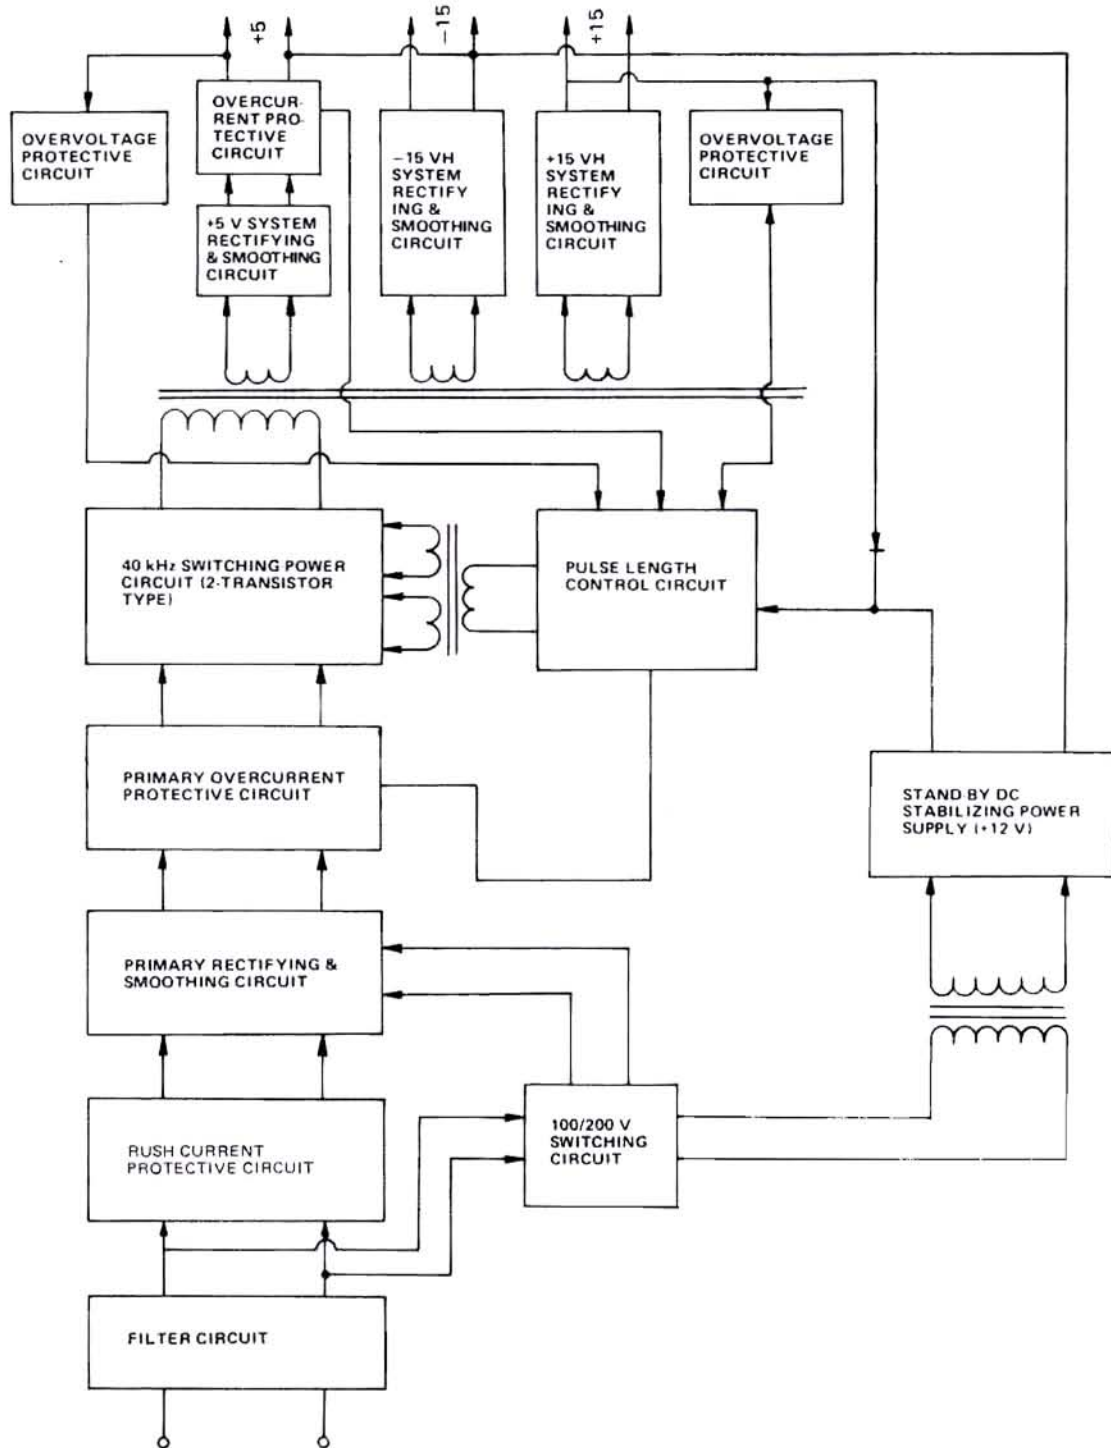 +5
-15
+15
OVERVOLTAGE
PROTECTIVE
CIRCUIT
OVERCUR-
RENT PRO-
TECTIVE
CIRCUIT
-15 VH
SYSTEM
RECTIFY
ING &
SMOOTHING
CIRCUIT
+15 VH
SYSTEM
RECTIFY
ING &
SMOOTHING
CIRCUIT
OVERVOLTAGE
PROTECTIVE
CIRCUIT
+5 V SYSTEM
RECTIFYING
& SMOOTHING
CIRCUIT
40 kHz SWITCHING POWER
CIRCUIT (2-TRANSISTOR
TYPE)
PULSE LENGTH
CONTROL CIRCUIT
PRIMARY OVERCURRENT
PROTECTIVE CIRCUIT
STAND BY DC
STABILIZING POWER
SUPPLY (+12 V)
PRIMARY RECTIFYING &
SMOOTHING CIRCUIT
RUSH CURRENT
PROTECTIVE CIRCUIT
100/200 V
SWITCHING
CIRCUIT
FILTER CIRCUIT